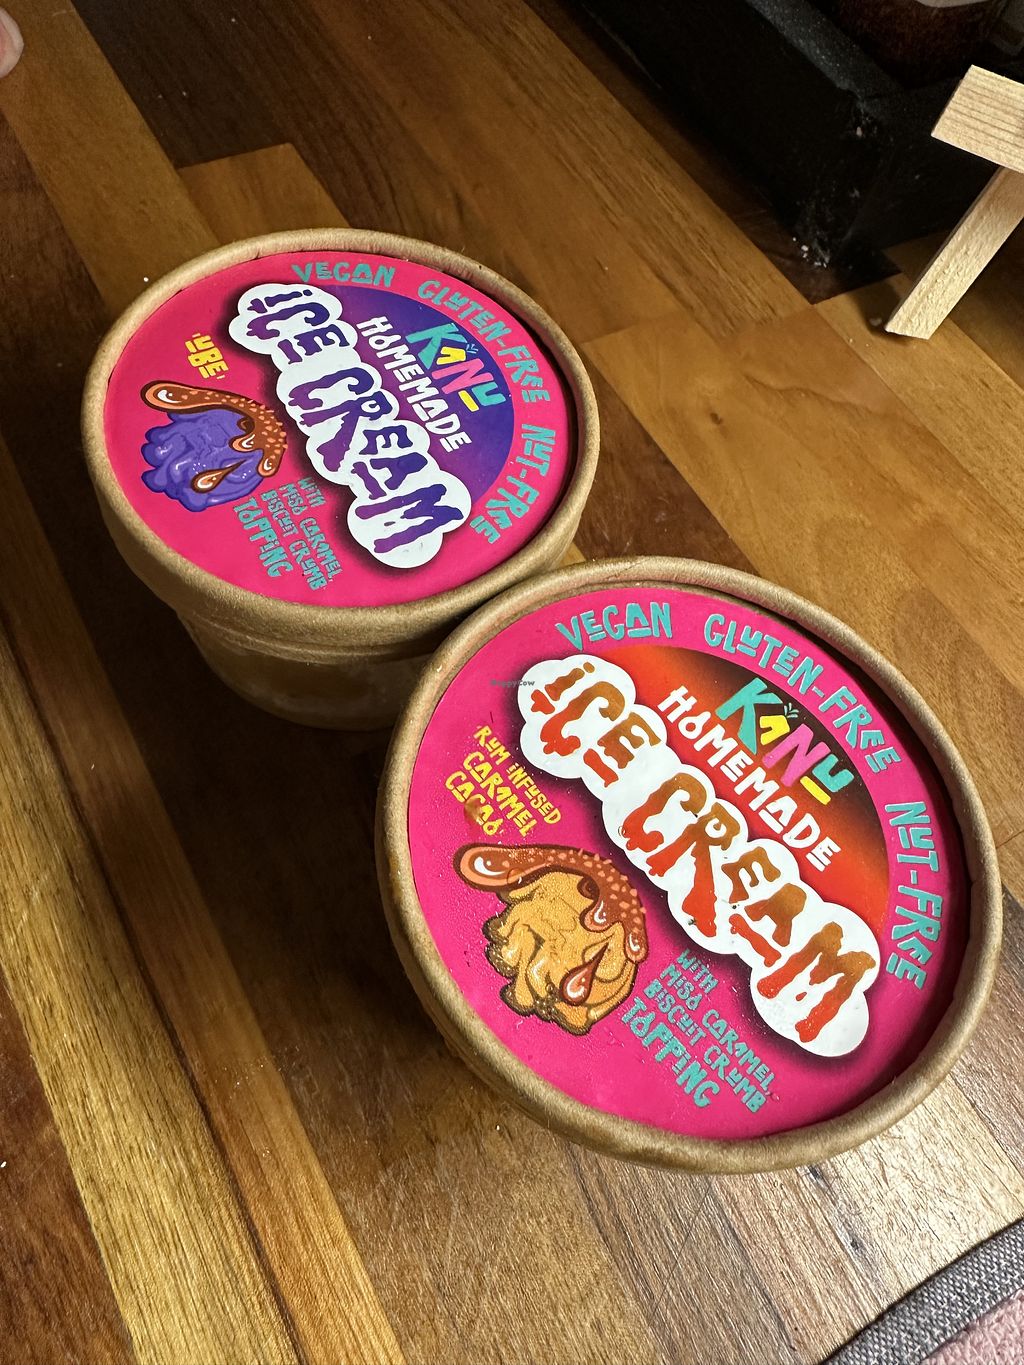 VEGAN GLUTEN-FREE NUT-FREE
KANU
HOMEMADE
iCE CREAM
'UBE'
WITH
MISO CARAMEL,
BISCUIT CRUMB
TOPPiNG
VEGAN GLUTEN-FREE NUT-FREE
KANU
HOMEMADE
iCE CREAM
RUM iNFUSED
CARAMEL
CACAO
WITH
MISO CARAMEL,
BISCUIT CRUMB
TOPPiNG
HappyCow